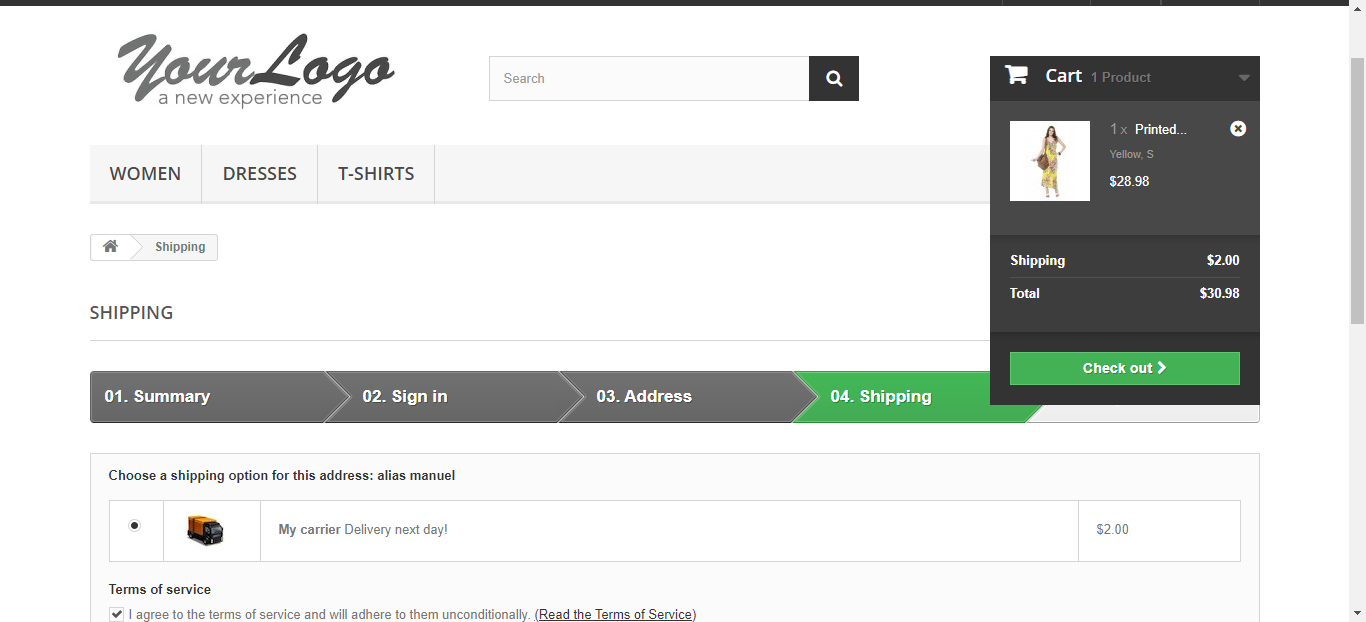 YourLogo
a new experience
Search
Cart 1 Product
1 x Printed...
Yellow, S
$28.98
Shipping $2.00
Total $30.98
Check out
WOMEN DRESSES T-SHIRTS
Shipping
SHIPPING
01. Summary 02. Sign in 03. Address 04. Shipping
Choose a shipping option for this address: alias manuel
My carrier Delivery next day! $2.00
Terms of service
I agree to the terms of service and will adhere to them unconditionally. (Read the Terms of Service)